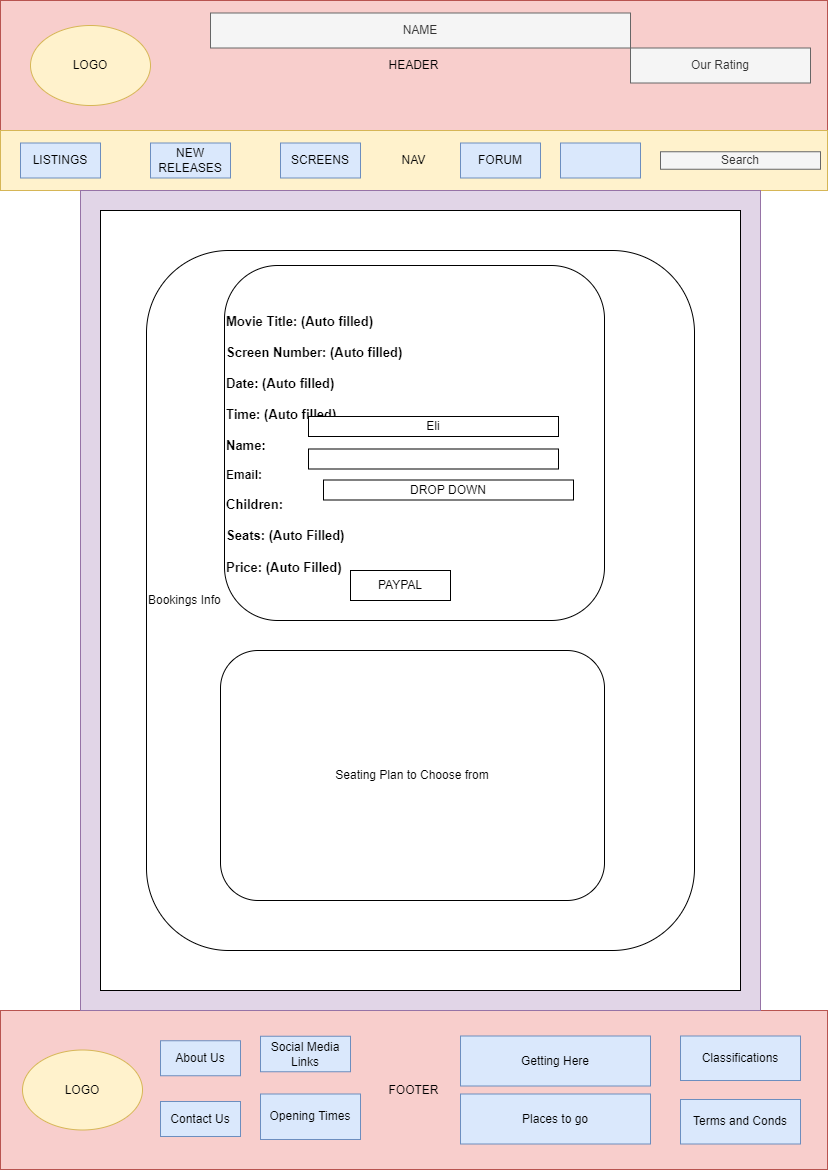 NAME
LOGO
HEADER
Our Rating
LISTINGS
NEW
RELEASES
SCREENS
NAV
FORUM
Search
Movie Title: (Auto filled)
Screen Number: (Auto filled)
Date: (Auto filled)
Time: (Auto filled)
Eli
Name:
Email:
DROP DOWN
Children:
Seats: (Auto Filled)
Price: (Auto Filled)
PAYPAL
Bookings Info
Seating Plan to Choose from
LOGO
About Us
Social Media
Links
FOOTER
Getting Here
Classifications
Contact Us
Opening Times
Places to go
Terms and Conds